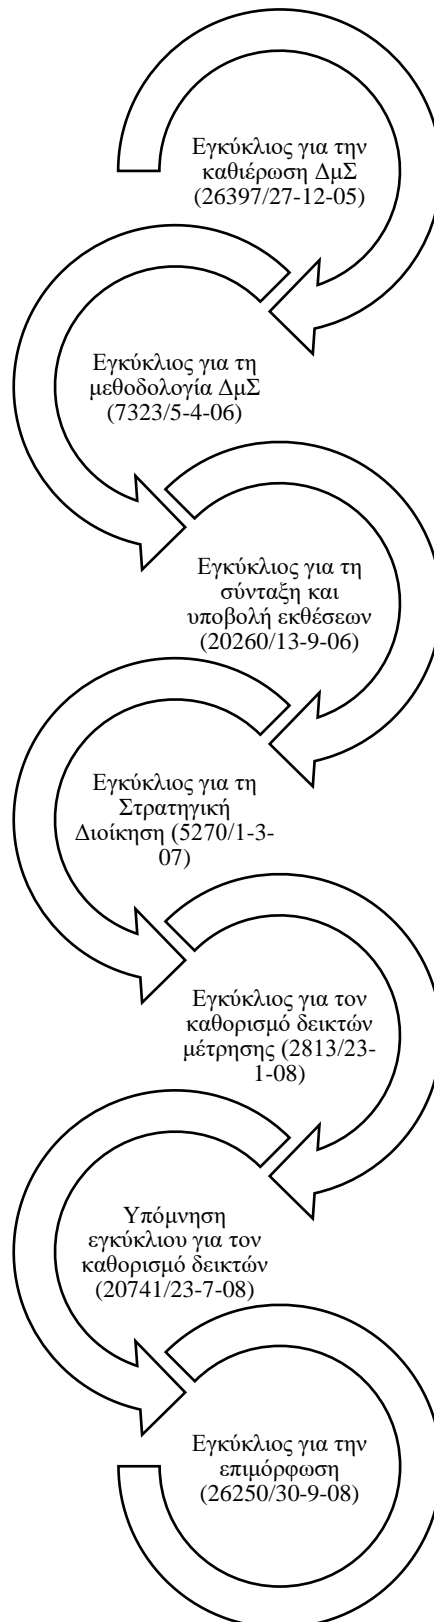 Εγκύκλιος για την
καθιέρωση ΔμΣ
(26397/27-12-05)
Εγκύκλιος για τη
μεθοδολογία ΔμΣ
(7323/5-4-06)
Εγκύκλιος για τη
σύνταξη και
υποβολή εκθέσεων
(20260/13-9-06)
Εγκύκλιος για τη
Στρατηγική
Διοίκηση (5270/1-3-
07)
Εγκύκλιος για τον
καθορισμό δεικτών
μέτρησης (2813/23-
1-08)
Υπόμνηση
εγκύκλιου για τον
καθορισμό δεικτών
(20741/23-7-08)
Εγκύκλιος για την
επιμόρφωση
(26250/30-9-08)